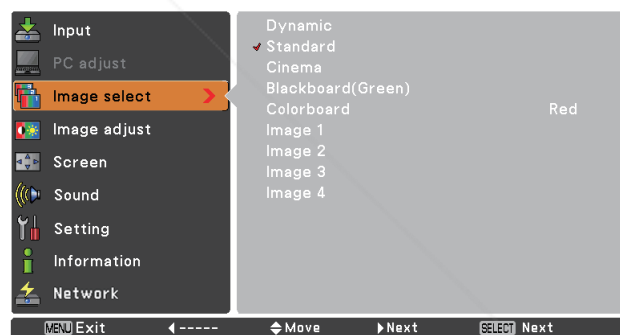 Input
PC adjust
Image select
Image adjust
Screen
Sound
Setting
Information
Network
Dynamic
Standard
Cinema
Blackboard(Green)
Colorboard Red
Image 1
Image 2
Image 3
Image 4
MENU Exit ----- Move Next SELECT Next